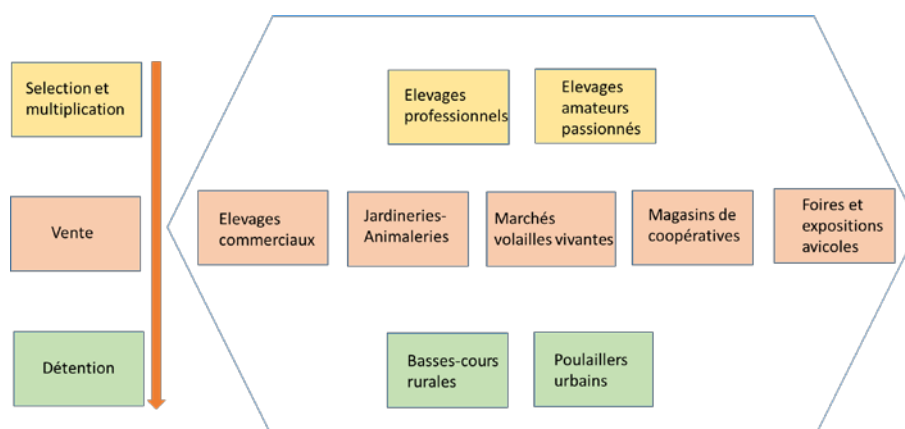 Selection et
multiplication
Elevages
professionnels
Elevages
amateurs
passionnés
Vente
Elevages
commerciaux
Jardineries-
Animaleries
Marchés
volailles vivantes
Magasins de
coopératives
Foires et
expositions
avicoles
Détention
Basses-cours
rurales
Poulaillers
urbains